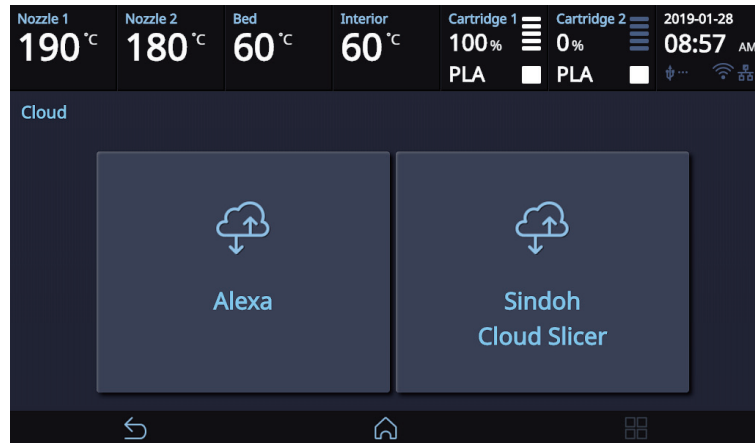 Nozzle 1
190 °C
Nozzle 2
180 °C
Bed
60 °C
Interior
60 °C
Cartridge 1
100 %
PLA
Cartridge 2
0 %
PLA
2019-01-28
08:57 AM
Cloud
Alexa
Sindoh
Cloud Slicer